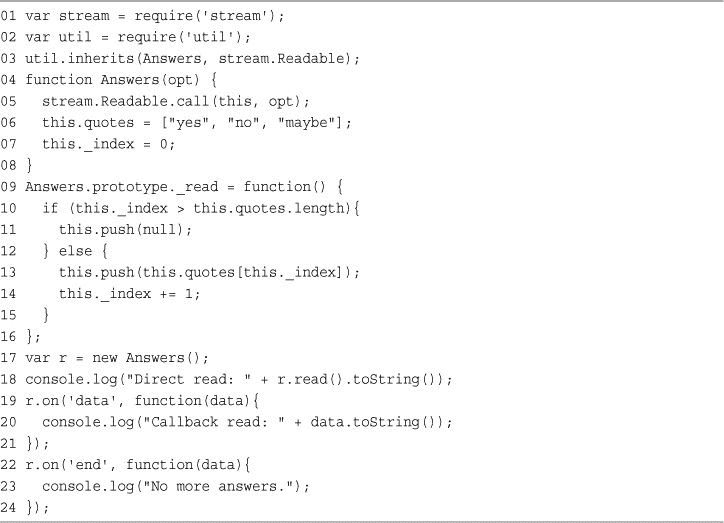 01 var stream = require('stream');
02 var util = require('util');
03 util.inherits(Answers, stream.Readable);
04 function Answers(opt) {
05   stream.Readable.call(this, opt);
06   this.quotes = ["yes", "no", "maybe"];
07   this._index = 0;
08 }
09 Answers.prototype._read = function() {
10   if (this._index > this.quotes.length){
11     this.push(null);
12   } else {
13     this.push(this.quotes[this._index]);
14     this._index += 1;
15   }
16 };
17 var r = new Answers();
18 console.log("Direct read: " + r.read().toString());
19 r.on('data', function(data){
20   console.log("Callback read: " + data.toString());
21 });
22 r.on('end', function(data){
23   console.log("No more answers.");
24 });